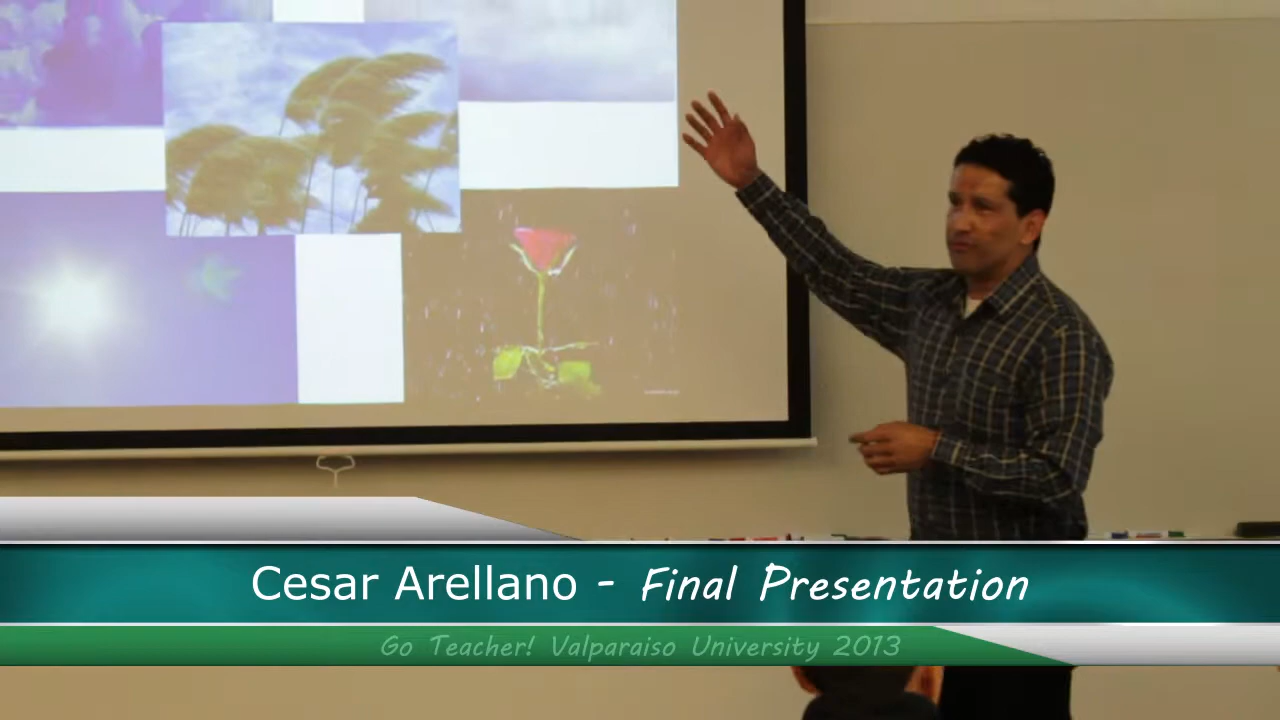 Cesar Arellano - Final Presentation
Go Teacher! Valparaiso University 2013